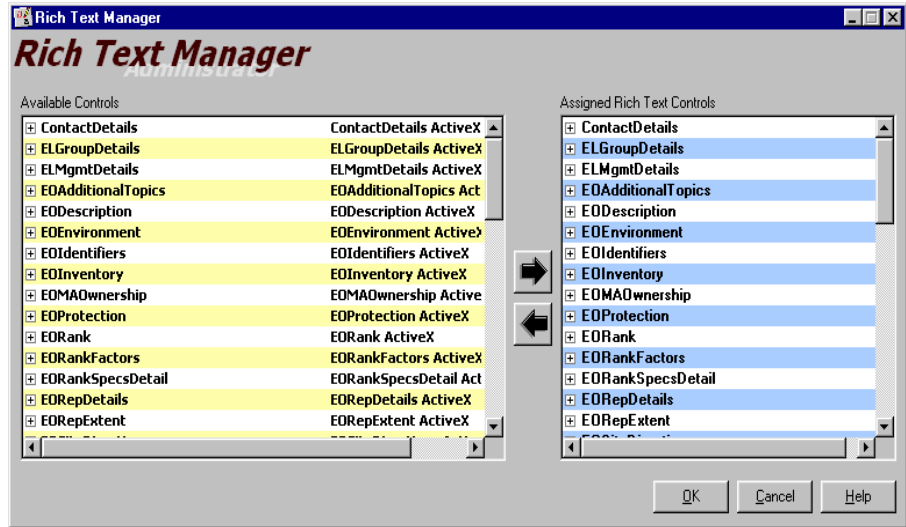 Rich Text Manager
Rich Text Manager
Administrator
Available Controls
ContactDetails ContactDetails ActiveX
ELGroupDetails ELGroupDetails ActiveX
ELMgmtDetails ELMgmtDetails ActiveX
EOAdditionalTopics EOAdditionalTopics Act
EODescription EODescription ActiveX
EOEnvironment EOEnvironment ActiveX
EOIdentifiers EOIdentifiers ActiveX
EOInventory EOInventory ActiveX
EOMAOwnership EOMAOwnership Active
EOProtection EOProtection ActiveX
EORank EORank ActiveX
EORankFactors EORankFactors ActiveX
EORankSpecsDetail EORankSpecsDetail Act
EORepDetails EORepDetails ActiveX
EORepExtent EORepExtent ActiveX
Assigned Rich Text Controls
ContactDetails
ELGroupDetails
ELMgmtDetails
EOAdditionalTopics
EODescription
EOEnvironment
EOIdentifiers
EOInventory
EOMAOwnership
EOProtection
EORank
EORankFactors
EORankSpecsDetail
EORepDetails
EORepExtent
OK Cancel Help